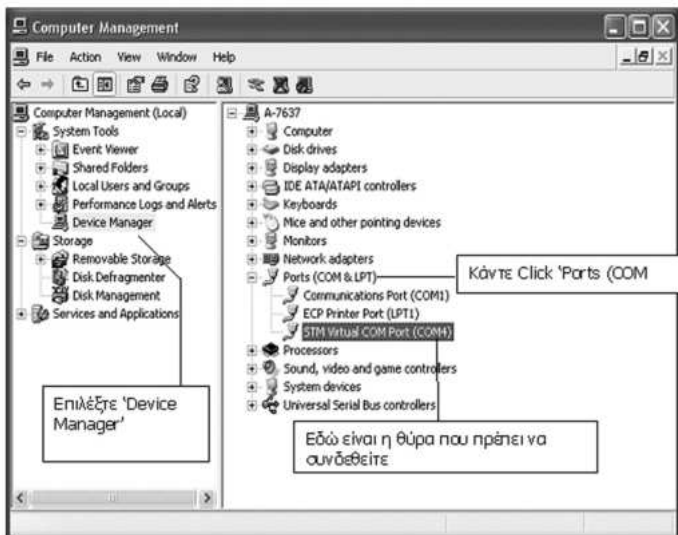 Computer Management
File Action View Window Help
Computer Management (Local)
System Tools
Event Viewer
Shared Folders
Local Users and Groups
Performance Logs and Alerts
Device Manager
Storage
Removable Storage
Disk Defragmenter
Disk Management
Services and Applications
Επιλέξτε 'Device
Manager'
A-7637
Computer
Disk drives
Display adapters
IDE ATA/ATAPI controllers
Keyboards
Mice and other pointing devices
Monitors
Network adapters
Ports (COM & LPT)
Κάντε Click 'Ports (COM
Communications Port (COM1)
ECP Printer Port (LPT1)
STM Virtual COM Port (COM4)
Processors
Sound, video and game controllers
System devices
Universal Serial Bus controllers
Εδώ είναι η θύρα που πρέπει να
συνδεθείτε